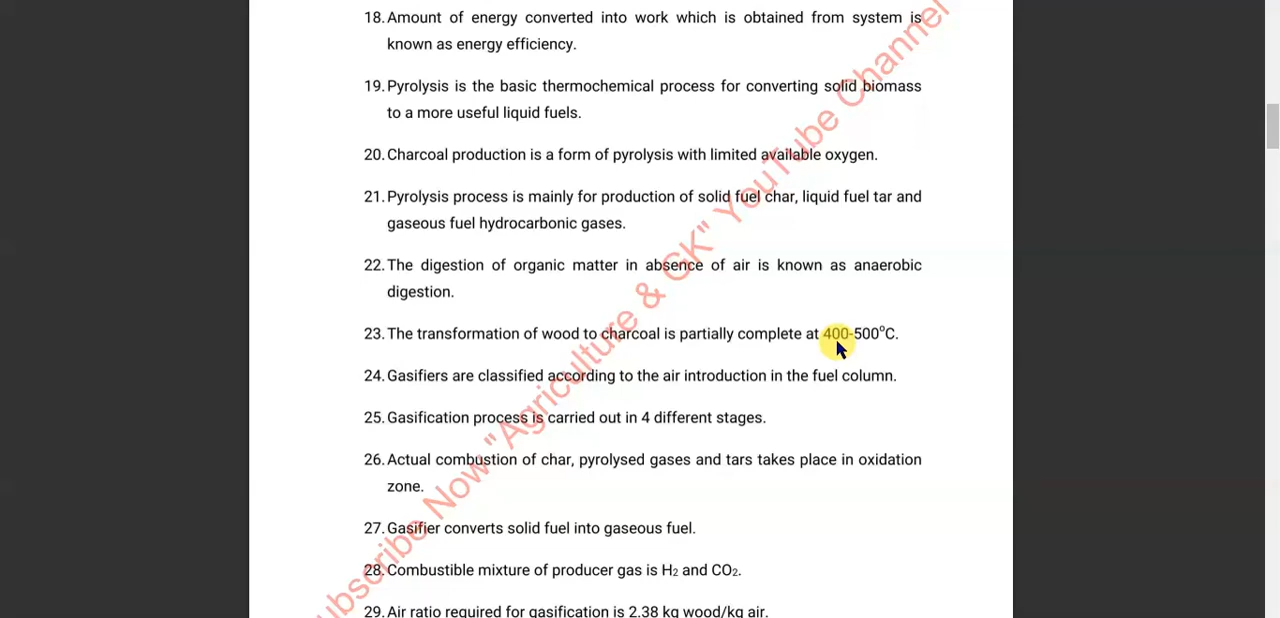 18. Amount of energy converted into work which is obtained from system is
known as energy efficiency.
19. Pyrolysis is the basic thermochemical process for converting solid biomass
to a more useful liquid fuels.
20. Charcoal production is a form of pyrolysis with limited available oxygen.
21. Pyrolysis process is mainly for production of solid fuel char, liquid fuel tar and
gaseous fuel hydrocarbonic gases.
22. The digestion of organic matter in absence of air is known as anaerobic
digestion.
23. The transformation of wood to charcoal is partially complete at 400-500°C.
24. Gasifiers are classified according to the air introduction in the fuel column.
25. Gasification process is carried out in 4 different stages.
26. Actual combustion of char, pyrolysed gases and tars takes place in oxidation
zone.
27. Gasifier converts solid fuel into gaseous fuel.
28. Combustible mixture of producer gas is H₂ and CO₂.
29. Air ratio required for gasification is 2.38 kg wood/kg air.
ubscribe Now "Agriculture & GK" YouTube Channel